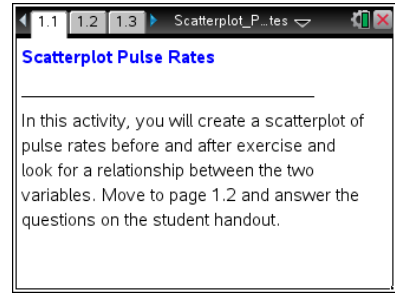 1.1 1.2 1.3 Scatterplot_P...tes
Scatterplot Pulse Rates
In this activity, you will create a scatterplot of
pulse rates before and after exercise and
look for a relationship between the two
variables. Move to page 1.2 and answer the
questions on the student handout.